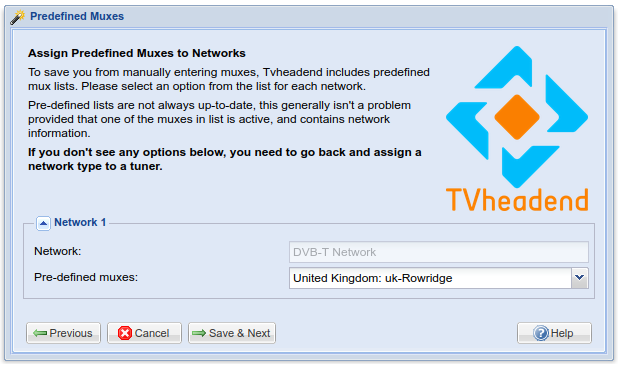 Predefined Muxes
Assign Predefined Muxes to Networks
To save you from manually entering muxes, Tvheadend includes predefined
mux lists. Please select an option from the list for each network.
Pre-defined lists are not always up-to-date, this generally isn't a problem
provided that one of the muxes in list is active, and contains network
information.
If you don't see any options below, you need to go back and assign a
network type to a tuner.
TVheadend
Network 1
Network: DVB-T Network
Pre-defined muxes: United Kingdom: uk-Rowridge
Previous Cancel Save & Next Help